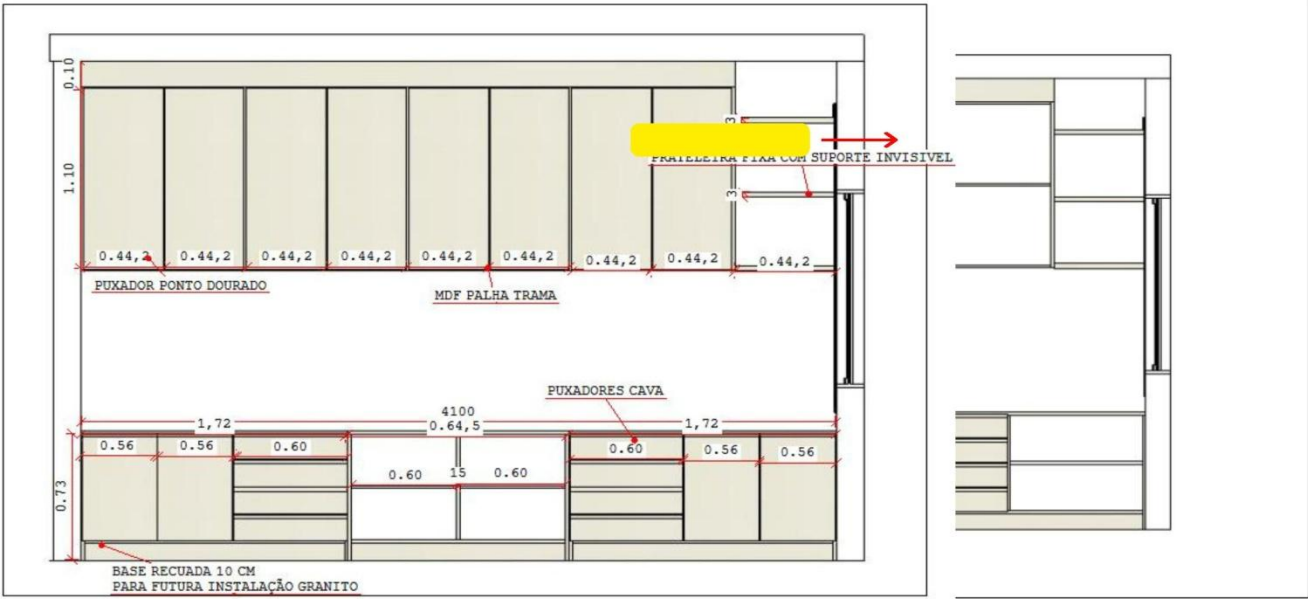 0.10
3
PRATELEIRA FIXA COM SUPORTE INVISIVEL
1.10
3
0.44,2 0.44,2 0.44,2 0.44,2 0.44,2 0.44,2 0.44,2 0.44,2 0.44,2
PUXADOR PONTO DOURADO
MDF PALHA TRAMA
PUXADORES CAVA
4100
1,72 0.64,5 1,72
0.56 0.56 0.60 0.60 0.56 0.56
0.60 15 0.60
0.73
BASE RECUADA 10 CM
PARA FUTURA INSTALAÇÃO GRANITO